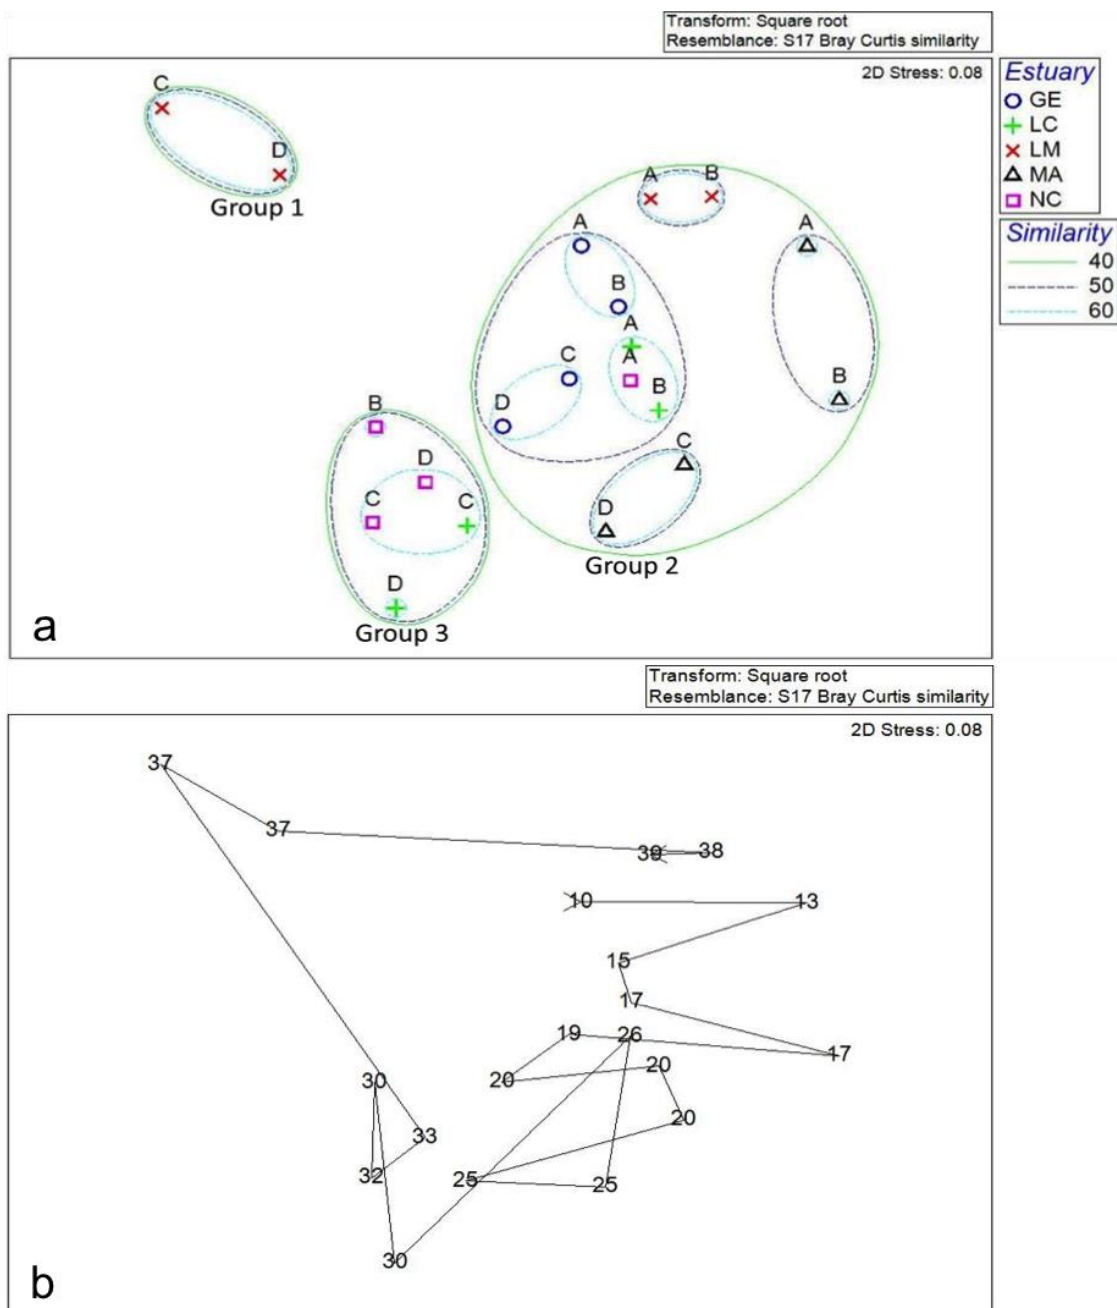 Transform: Square root
Resemblance: S17 Bray Curtis similarity
2D Stress: 0.08
Estuary
GE
LC
LM
MA
NC
Similarity
40
50
60
C
D
Group 1
A B
A A
B
A
C A
D B B
B C
D
C C D
D
Group 2
Group 3
a
Transform: Square root
Resemblance: S17 Bray Curtis similarity
2D Stress: 0.08
37
37
39 38
10 13
15
17
19 26
17
20 20
30
20
33
32 25 25
30
b